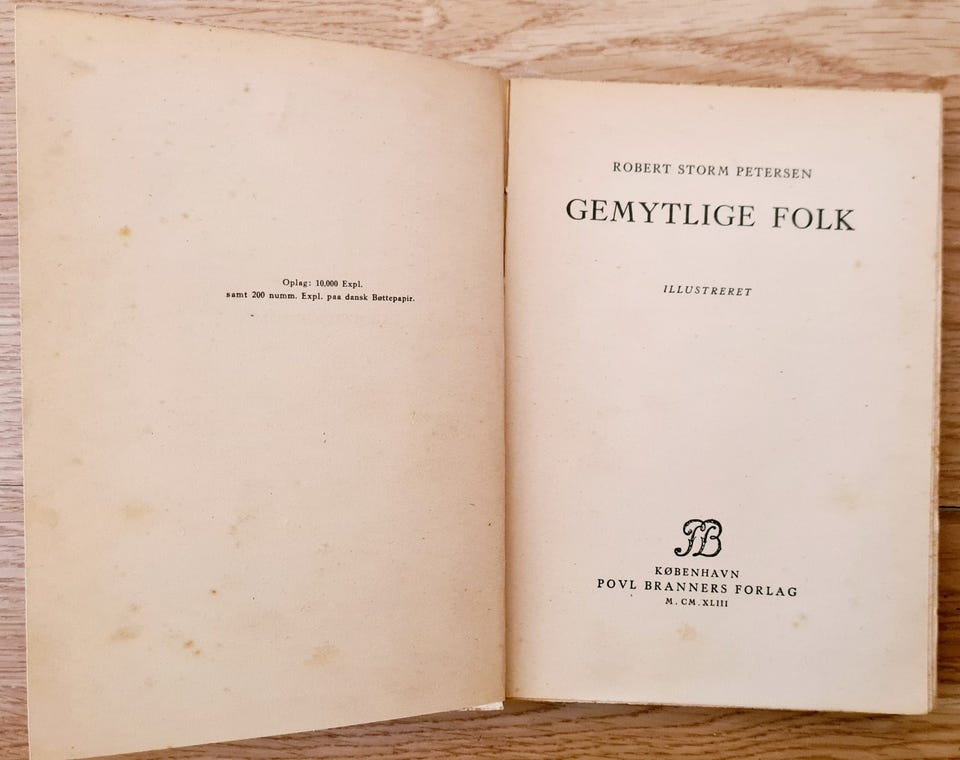 Oplag: 10,000 Expl.
samt 200 numm. Expl. paa dansk Bøttepapir.
ROBERT STORM PETERSEN
GEMYTLIGE FOLK
ILLUSTRERET
PB
KØBENHAVN
POVL BRANNERS FORLAG
M. CM. XLIII